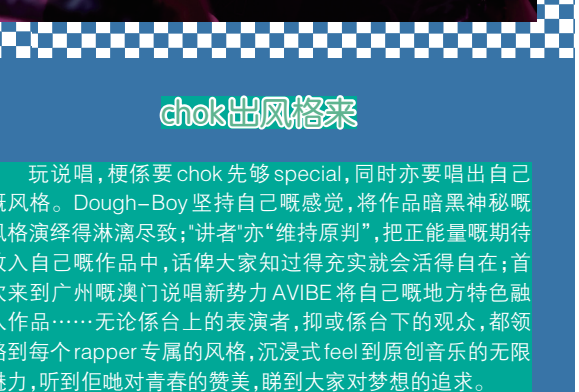 chok出风格来
玩说唱，梗係要 chok 先够 special，同时亦要唱出自己
嘅风格。Dough-Boy 坚持自己嘅感觉，将作品暗黑神秘嘅
风格演绎得淋漓尽致；"讲者"亦“维持原判”，把正能量嘅期待
放入自己嘅作品中，话俾大家知过得充实就会活得自在；首
次来到广州嘅澳门说唱新势力 AVIBE 将自己嘅地方特色融
入作品……无论係台上的表演者，抑或係台下的观众，都领
略到每个 rapper 专属的风格，沉浸式 feel 到原创音乐的无限
魅力，听到佢哋对青春的赞美，睇到大家对梦想的追求。